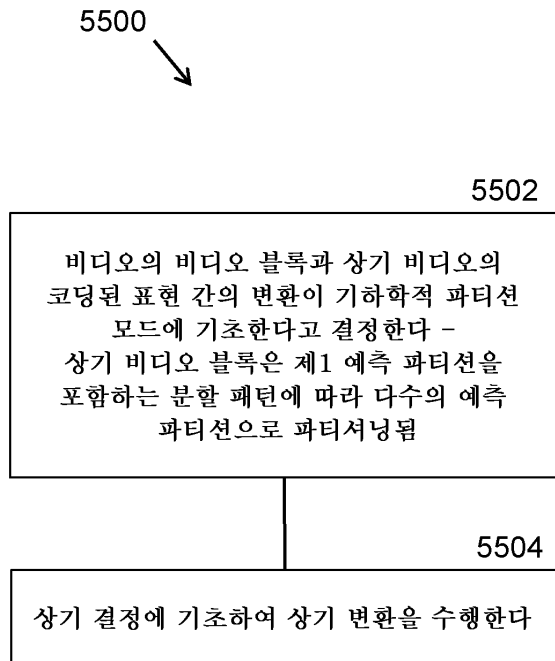 5500
5502
비디오의 비디오 블록과 상기 비디오의
코딩된 표현 간의 변환이 기하학적 파티션
모드에 기초한다고 결정한다 –
상기 비디오 블록은 제1 예측 파티션을
포함하는 분할 패턴에 따라 다수의 예측
파티션으로 파티셔닝됨
5504
상기 결정에 기초하여 상기 변환을 수행한다